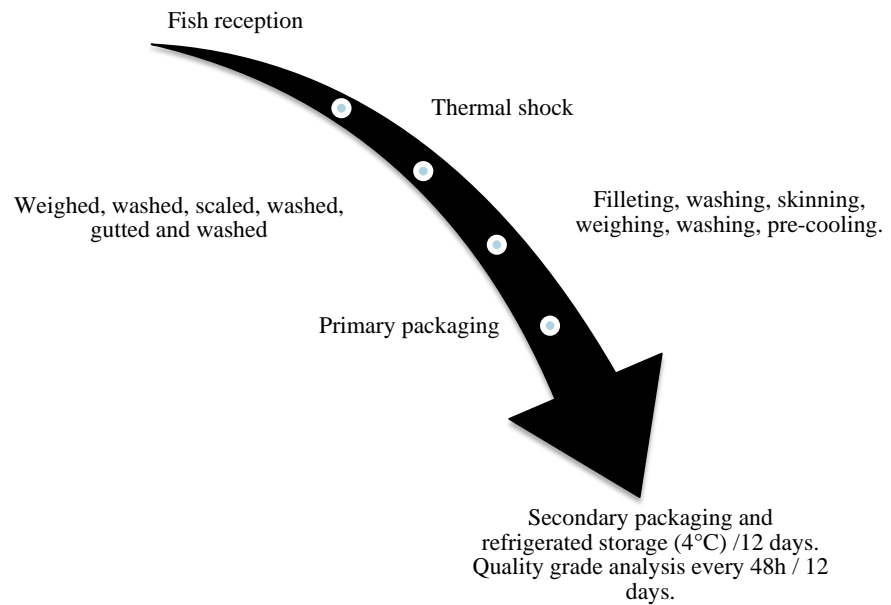 Fish reception
Thermal shock
Weighed, washed, scaled, washed,
gutted and washed
Filleting, washing, skinning,
weighing, washing, pre-cooling.
Primary packaging
Secondary packaging and
refrigerated storage (4°C) /12 days.
Quality grade analysis every 48h / 12
days.